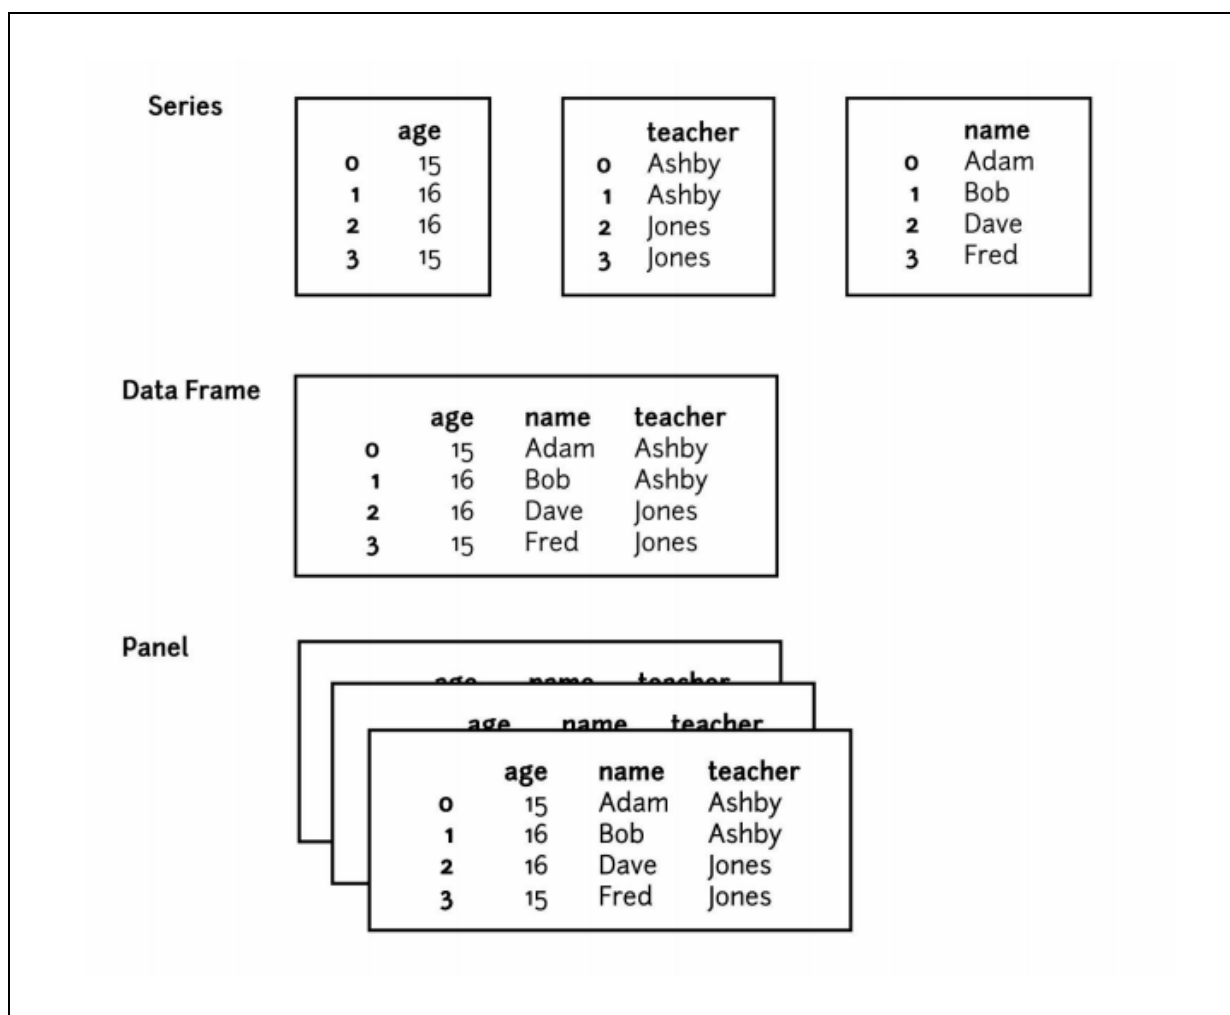 Series
age
0 15
1 16
2 16
3 15
teacher
0 Ashby
1 Ashby
2 Jones
3 Jones
name
0 Adam
1 Bob
2 Dave
3 Fred
Data Frame
age name teacher
0 15 Adam Ashby
1 16 Bob Ashby
2 16 Dave Jones
3 15 Fred Jones
Panel
age name teacher
age name teacher
age name teacher
0 15 Adam Ashby
1 16 Bob Ashby
2 16 Dave Jones
3 15 Fred Jones